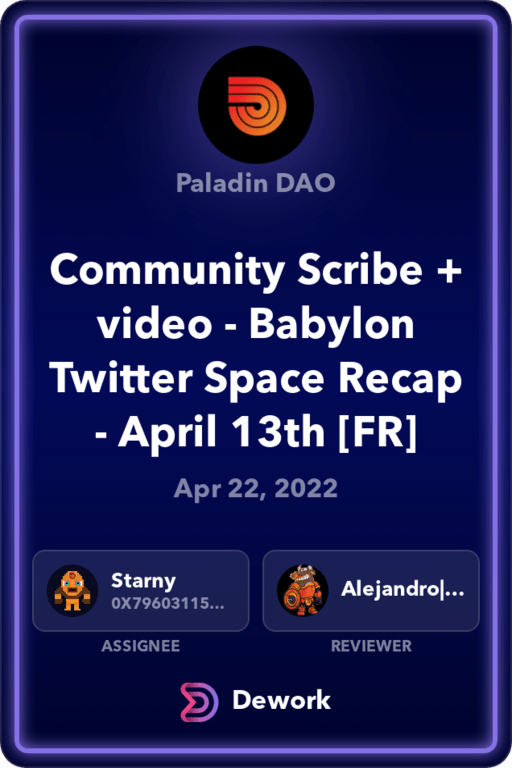 Paladin DAO
Community Scribe +
video - Babylon
Twitter Space Recap
- April 13th [FR]
Apr 22, 2022
Starny
0X79603115...
ASSIGNEE
Alejandro|...
REVIEWER
Dework